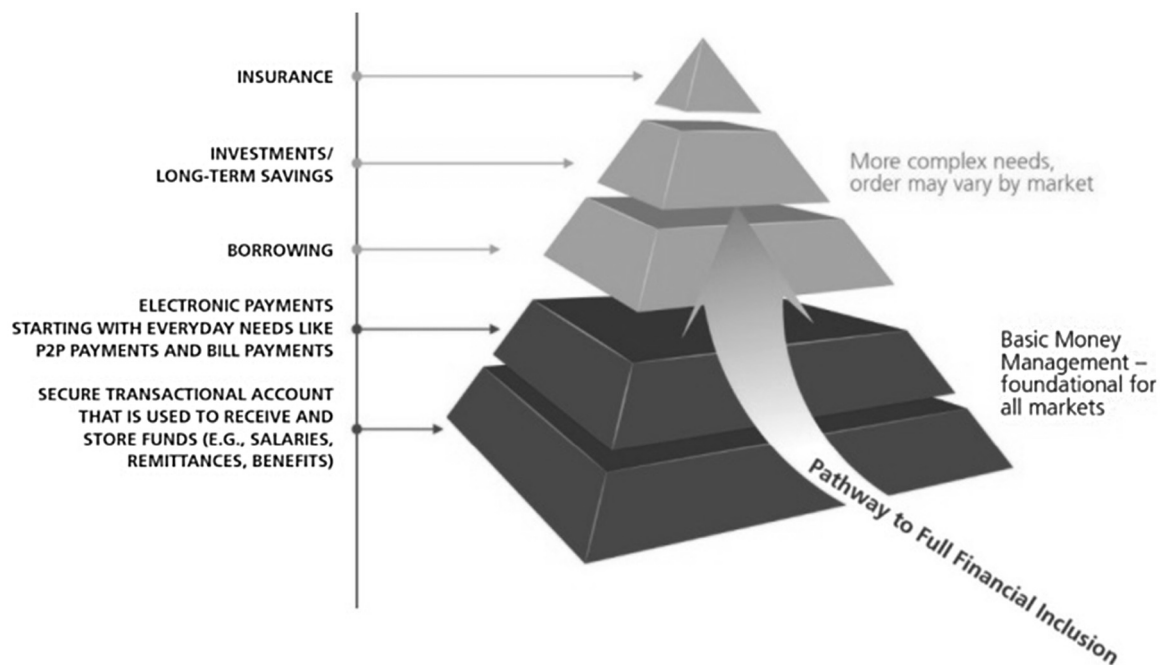 INSURANCE
INVESTMENTS/
LONG-TERM SAVINGS
BORROWING
ELECTRONIC PAYMENTS
STARTING WITH EVERYDAY NEEDS LIKE
P2P PAYMENTS AND BILL PAYMENTS
SECURE TRANSACTIONAL ACCOUNT
THAT IS USED TO RECEIVE AND
STORE FUNDS (E.G., SALARIES,
REMITTANCES, BENEFITS)
More complex needs,
order may vary by market
Basic Money
Management –
foundational for
all markets
Pathway to Full Financial Inclusion